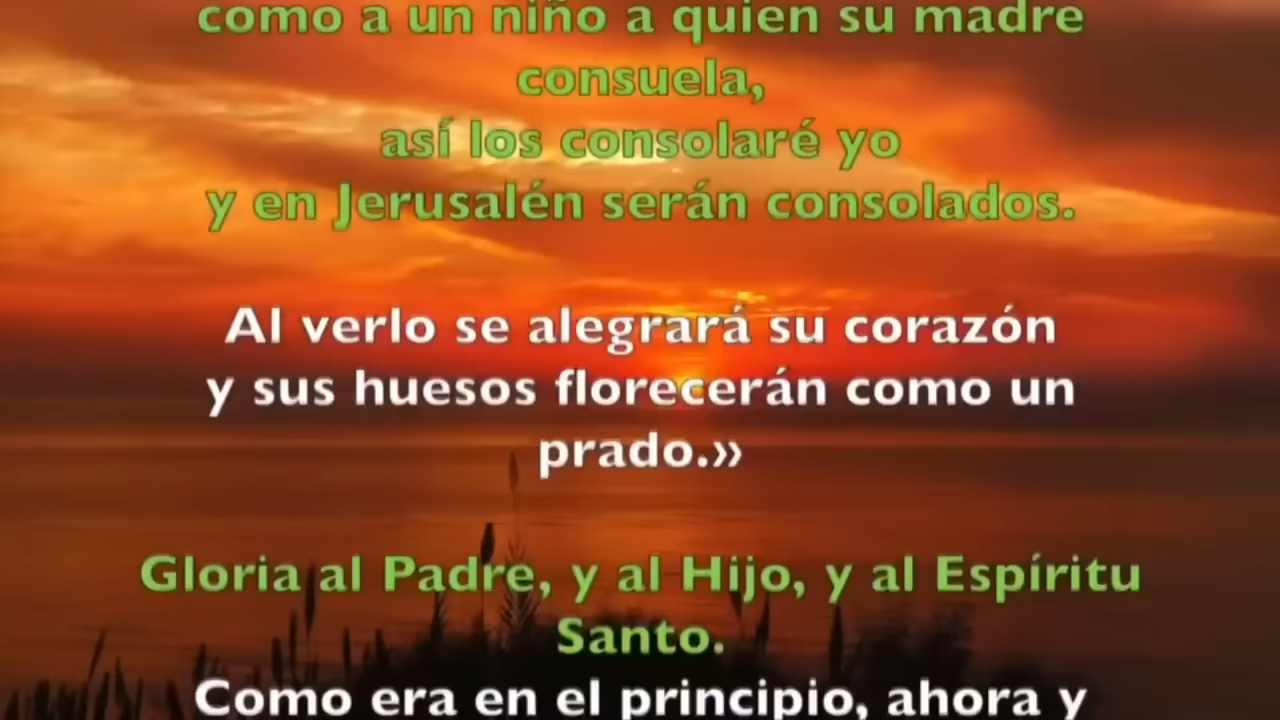 como a un niño a quien su madre
consuela,
así los consolaré yo
y en Jerusalén serán consolados.
Al verlo se alegrará su corazón
y sus huesos florecerán como un
prado.»
Gloria al Padre, y al Hijo, y al Espíritu
Santo.
Como era en el principio, ahora y